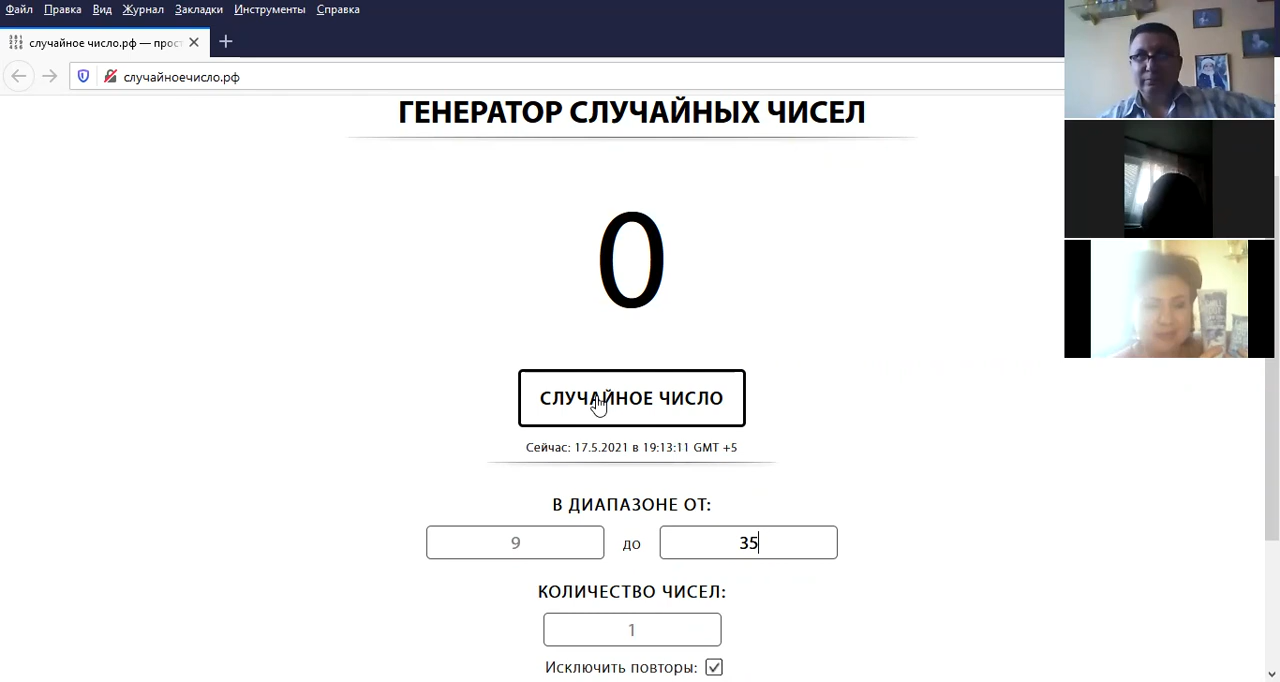 Файл Правка Вид Журнал Закладки Инструменты Справка
случайное число.рф — прост
случайноечисло.рф
ГЕНЕРАТОР СЛУЧАЙНЫХ ЧИСЕЛ
0
СЛУЧАЙНОЕ ЧИСЛО
Сейчас: 17.5.2021 в 19:13:11 GMT +5
В ДИАПАЗОНЕ ОТ:
9 до 35
КОЛИЧЕСТВО ЧИСЕЛ:
1
Исключить повторы: